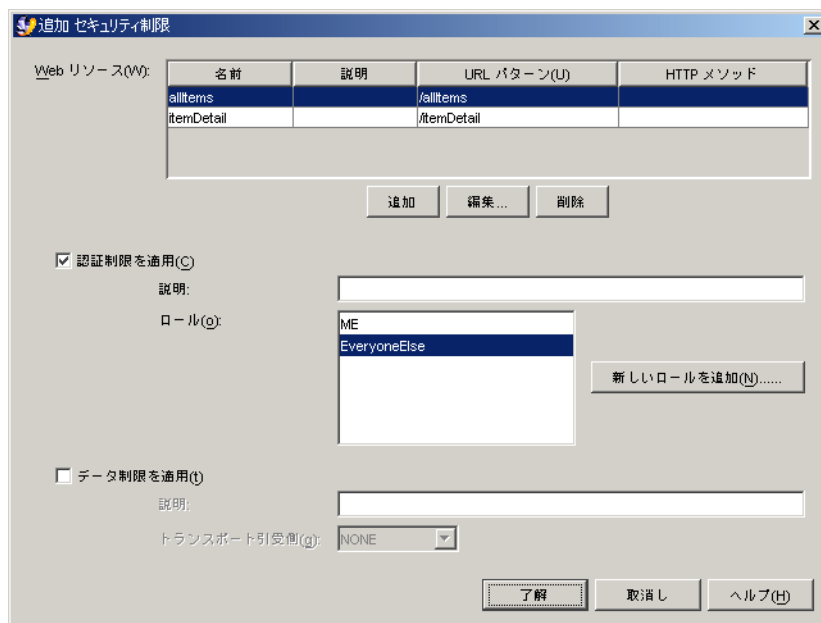 追加 セキュリティ制限
Web リソース(W):
名前 説明 URL パターン(U) HTTP メソッド
allItems /allItems
itemDetail /itemDetail
追加 編集... 削除
認証制限を適用(C)
説明:
ロール(o):
ME
EveryoneElse
新しいロールを追加(N)......
データ制限を適用(t)
説明:
トランスポート引受側(g): NONE
了解 取消し ヘルプ(H)